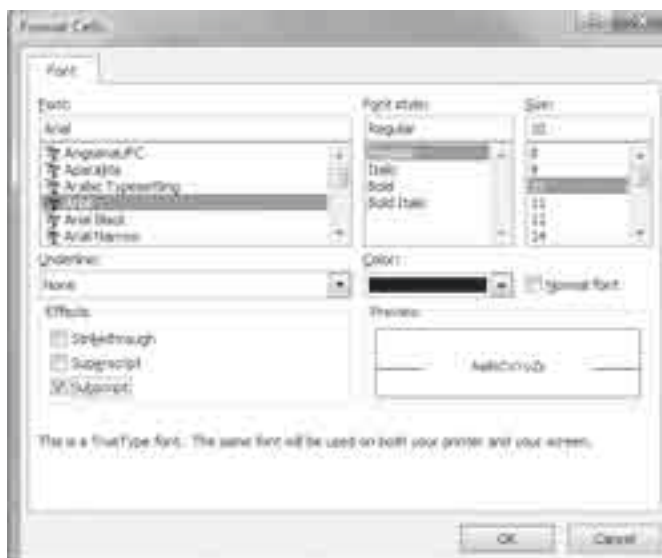 Format Cells
Font
Font: Font style: Size:
Arial Regular 10
AngsanaUPC 8
Aparajita Italic 9
Arabic Typesetting Bold 10
Arial Bold Italic 11
Arial Black 12
Arial Narrow 14
Underline: Color:
None Normal font
Effects Preview
Strikethrough
Superscript AaBbCcYyZz
Subscript
This is a TrueType font. The same font will be used on both your printer and your screen.
OK Cancel